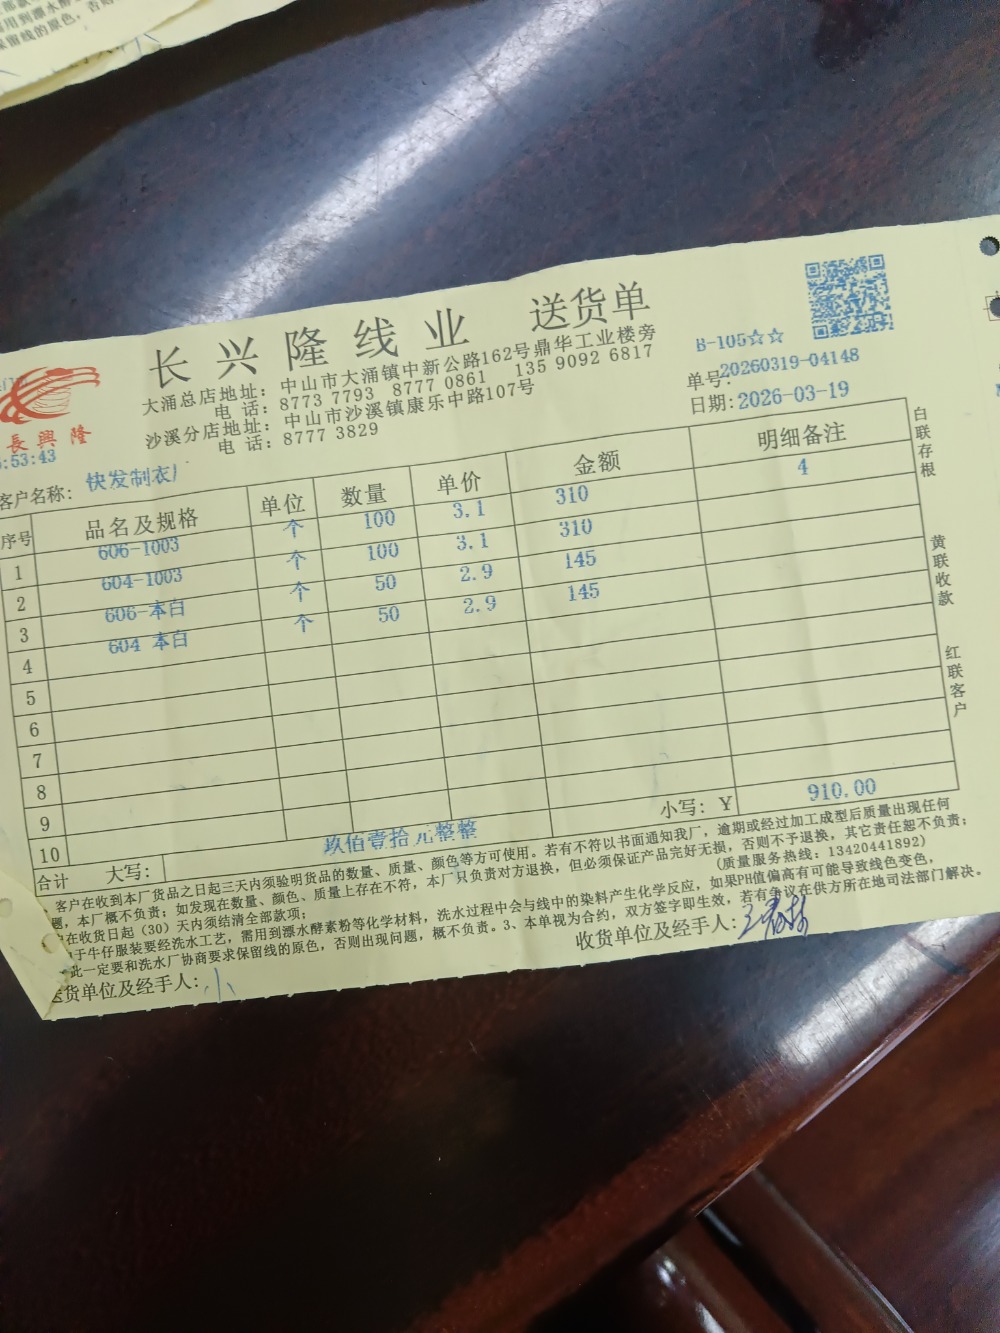 保留线的原色，否则
长兴隆线业 送货单
大涌总店地址：中山市大涌镇中新公路162号鼎华工业楼旁
电 话：8773 7793 8777 0861 135 9092 6817
沙溪分店地址：中山市沙溪镇康乐中路107号
电 话：8777 3829
B-105☆☆
单号：20260319-04148
日期：2026-03-19
長興隆
:53:43
客户名称：快发制衣厂
序号 品名及规格 单位 数量 单价 金额 明细备注
1 606-1003 个 100 3.1 310 4
2 604-1003 个 100 3.1 310
3 606-本白 个 50 2.9 145
4 604 本白 个 50 2.9 145
5
6
7
8
9
10
合计 大写：玖佰壹拾元整整 小写：￥ 910.00
客户在收到本厂货品之日起三天内须验明货品的数量、质量、颜色等方可使用。若有不符以书面通知我厂，逾期或经过加工成型后质量出现任何
题，本厂概不负责；如发现在数量、颜色、质量上存在不符，本厂只负责对方退换，但必须保证产品完好无损，否则不予退换，其它责任恕不负责；
在收货日起（30）天内须结清全部款项； （质量服务热线：13420441892）
于牛仔服装要经洗水工艺，需用到漂水酵素粉等化学材料，洗水过程中会与线中的染料产生化学反应，如果PH值偏高有可能导致线色变色，
此一定要和洗水厂协商要求保留线的原色，否则出现问题，概不负责。3、本单视为合约，双方签字即生效，若有争议在供方所在地司法部门解决。
送货单位及经手人：小
收货单位及经手人：
白联存根
黄联收款
红联客户